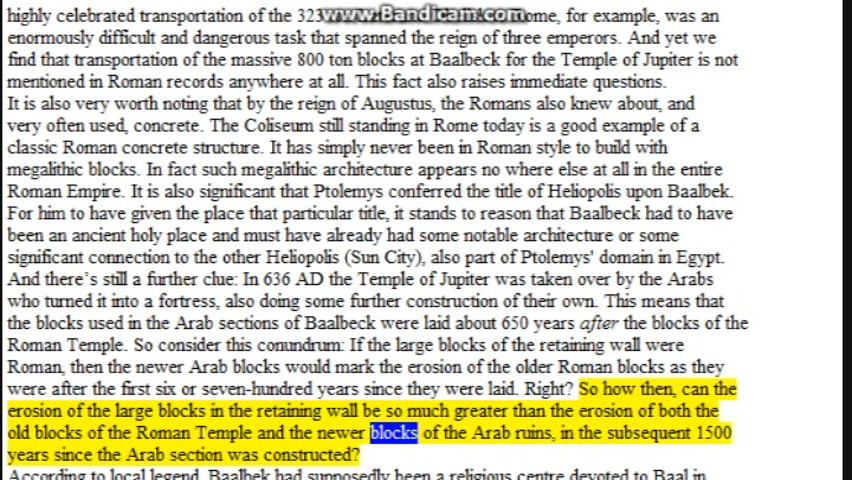 highly celebrated transportation of the 323
www.Bandicam.com
ome, for example, was an
enormously difficult and dangerous task that spanned the reign of three emperors. And yet we
find that transportation of the massive 800 ton blocks at Baalbeck for the Temple of Jupiter is not
mentioned in Roman records anywhere at all. This fact also raises immediate questions.
It is also very worth noting that by the reign of Augustus, the Romans also knew about, and
very often used, concrete. The Coliseum still standing in Rome today is a good example of a
classic Roman concrete structure. It has simply never been in Roman style to build with
megalithic blocks. In fact such megalithic architecture appears no where else at all in the entire
Roman Empire. It is also significant that Ptolemys conferred the title of Heliopolis upon Baalbek.
For him to have given the place that particular title, it stands to reason that Baalbeck had to have
been an ancient holy place and must have already had some notable architecture or some
significant connection to the other Heliopolis (Sun City), also part of Ptolemys' domain in Egypt.
And there's still a further clue: In 636 AD the Temple of Jupiter was taken over by the Arabs
who turned it into a fortress, also doing some further construction of their own. This means that
the blocks used in the Arab sections of Baalbeck were laid about 650 years after the blocks of the
Roman Temple. So consider this conundrum: If the large blocks of the retaining wall were
Roman, then the newer Arab blocks would mark the erosion of the older Roman blocks as they
were after the first six or seven-hundred years since they were laid. Right? So how then, can the
erosion of the large blocks in the retaining wall be so much greater than the erosion of both the
old blocks of the Roman Temple and the newer blocks of the Arab ruins, in the subsequent 1500
years since the Arab section was constructed?
According to local legend, Baalbek had supposedly been a religious centre devoted to Baal in